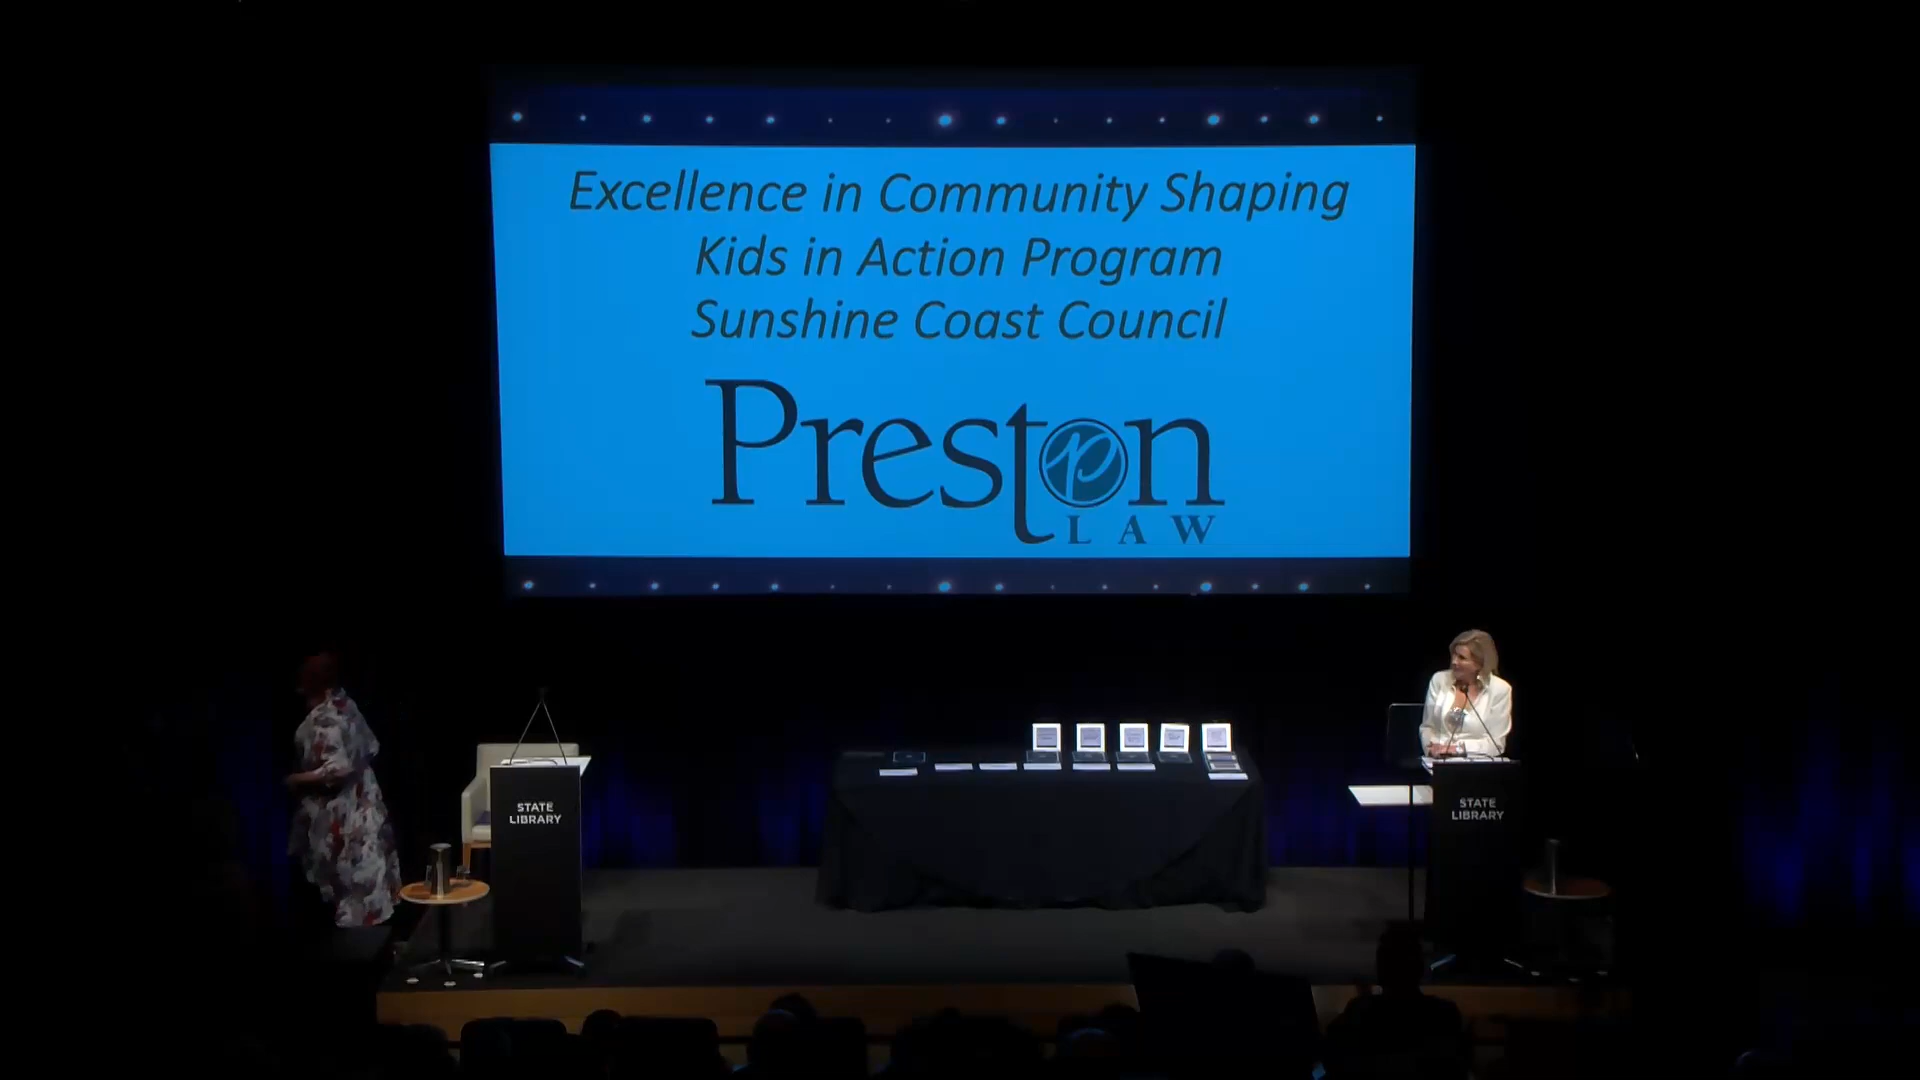 Excellence in Community Shaping
Kids in Action Program
Sunshine Coast Council
Preston
LAW
STATE
LIBRARY
STATE
LIBRARY